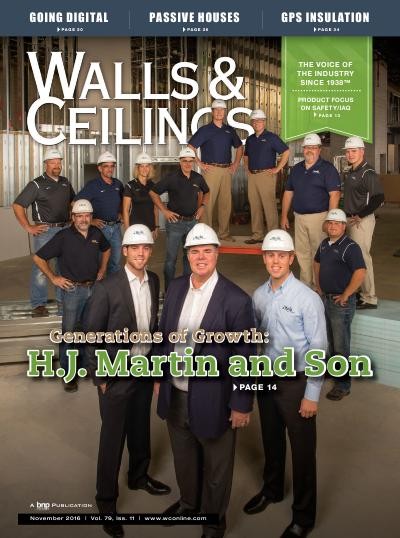 GOING DIGITAL
PAGE 20
PASSIVE HOUSES
PAGE 28
GPS INSULATION
PAGE 34
WALLS &
CEILINGS
THE VOICE OF
THE INDUSTRY
SINCE 1938™
PRODUCT FOCUS
ON SAFETY/IAQ
PAGE 13
Generations of Growth:
H.J. Martin and Son
PAGE 14
A bnp PUBLICATION
November 2016 | Vol. 79, Iss. 11 | www.wconline.com